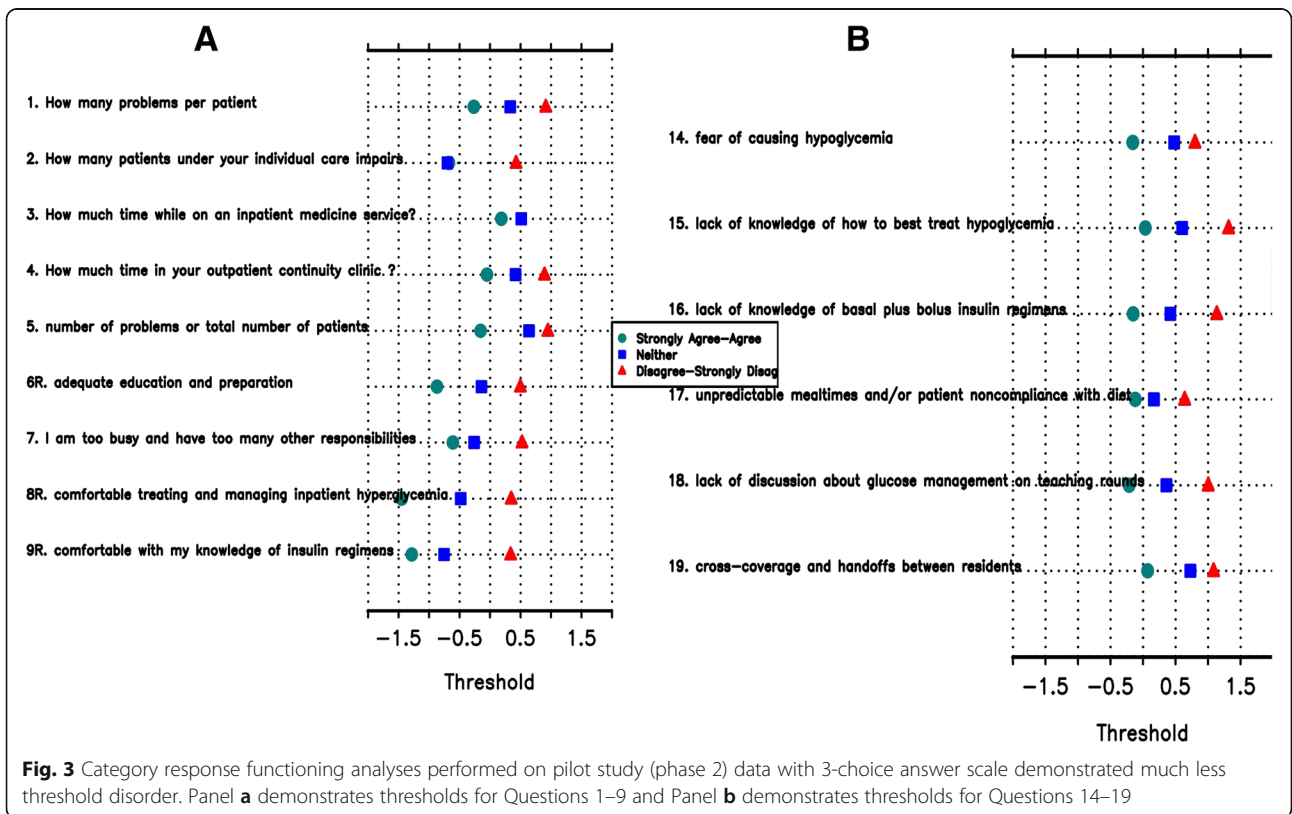 A
1. How many problems per patient
2. How many patients under your individual care impairs
3. How much time while on an inpatient medicine service?
4. How much time in your outpatient continuity clinic ?
5. number of problems or total number of patients
6R. adequate education and preparation
7. I am too busy and have too many other responsibilities
8R. comfortable treating and managing inpatient hyperglycemia
9R. comfortable with my knowledge of insulin regimens
−1.5 −0.5 0.5 1.5
Threshold
Strongly Agree–Agree
Neither
Disagree–Strongly Disag
B
14. fear of causing hypoglycemia
15. lack of knowledge of how to best treat hypoglycemia
16. lack of knowledge of basal plus bolus insulin regimens
17. unpredictable mealtimes and/or patient noncompliance with diet
18. lack of discussion about glucose management on teaching rounds
19. cross–coverage and handoffs between residents
−1.5 −0.5 0.5 1.5
Threshold
Fig. 3 Category response functioning analyses performed on pilot study (phase 2) data with 3-choice answer scale demonstrated much less
threshold disorder. Panel a demonstrates thresholds for Questions 1–9 and Panel b demonstrates thresholds for Questions 14–19